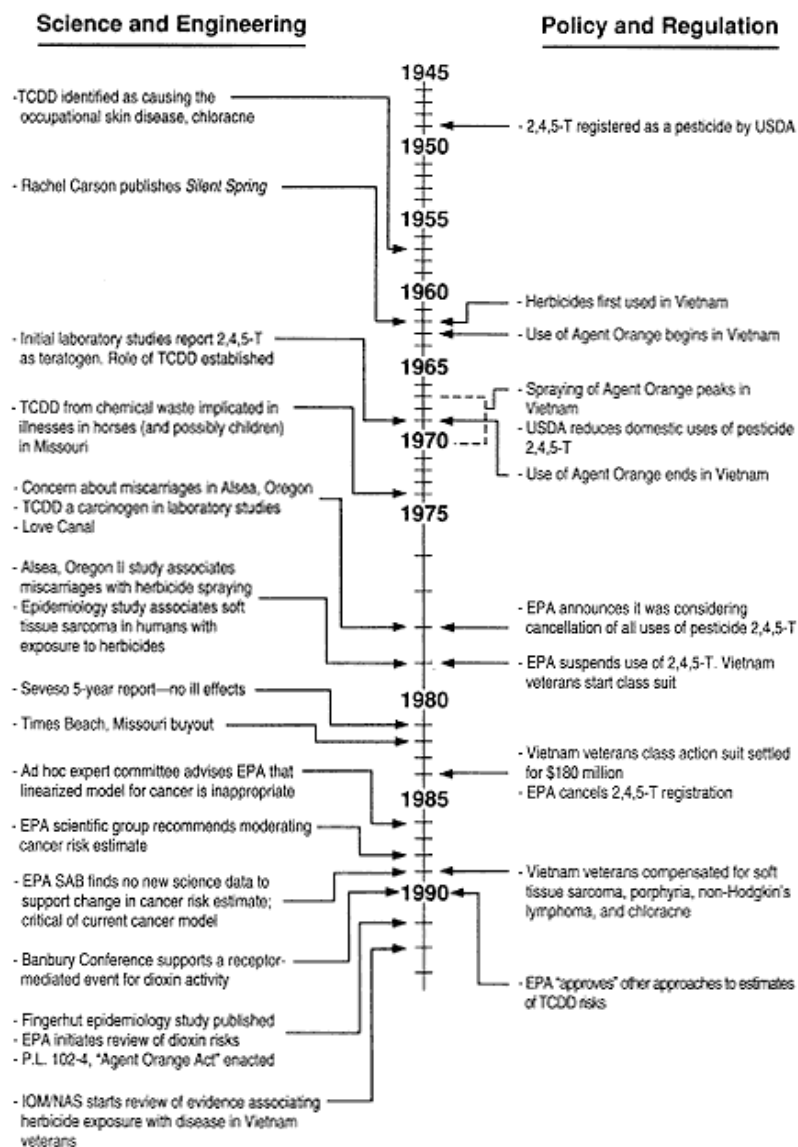 Science and Engineering
-TCDD identified as causing the
occupational skin disease, chloracne
- Rachel Carson publishes Silent Spring
- Initial laboratory studies report 2,4,5-T
as teratogen. Role of TCDD established
- TCDD from chemical waste implicated in
illnesses in horses (and possibly children)
in Missouri
- Concern about miscarriages in Alsea, Oregon
- TCDD a carcinogen in laboratory studies
- Love Canal
- Alsea, Oregon II study associates
miscarriages with herbicide spraying
- Epidemiology study associates soft
tissue sarcoma in humans with
exposure to herbicides
- Seveso 5-year report—no ill effects
- Times Beach, Missouri buyout
- Ad hoc expert committee advises EPA that
linearized model for cancer is inappropriate
- EPA scientific group recommends moderating
cancer risk estimate
- EPA SAB finds no new science data to
support change in cancer risk estimate;
critical of current cancer model
- Banbury Conference supports a receptor-
mediated event for dioxin activity
- Fingerhut epidemiology study published
- EPA initiates review of dioxin risks
- P.L. 102-4, "Agent Orange Act" enacted
- IOM/NAS starts review of evidence associating
herbicide exposure with disease in Vietnam
veterans
1945
1950
1955
1960
1965
1970
1975
1980
1985
1990
Policy and Regulation
- 2,4,5-T registered as a pesticide by USDA
- Herbicides first used in Vietnam
- Use of Agent Orange begins in Vietnam
- Spraying of Agent Orange peaks in
Vietnam
- USDA reduces domestic uses of pesticide
2,4,5-T
- Use of Agent Orange ends in Vietnam
- EPA announces it was considering
cancellation of all uses of pesticide 2,4,5-T
- EPA suspends use of 2,4,5-T. Vietnam
veterans start class suit
- Vietnam veterans class action suit settled
for $180 million
- EPA cancels 2,4,5-T registration
- Vietnam veterans compensated for soft
tissue sarcoma, porphyria, non-Hodgkin's
lymphoma, and chloracne
- EPA "approves" other approaches to estimates
of TCDD risks